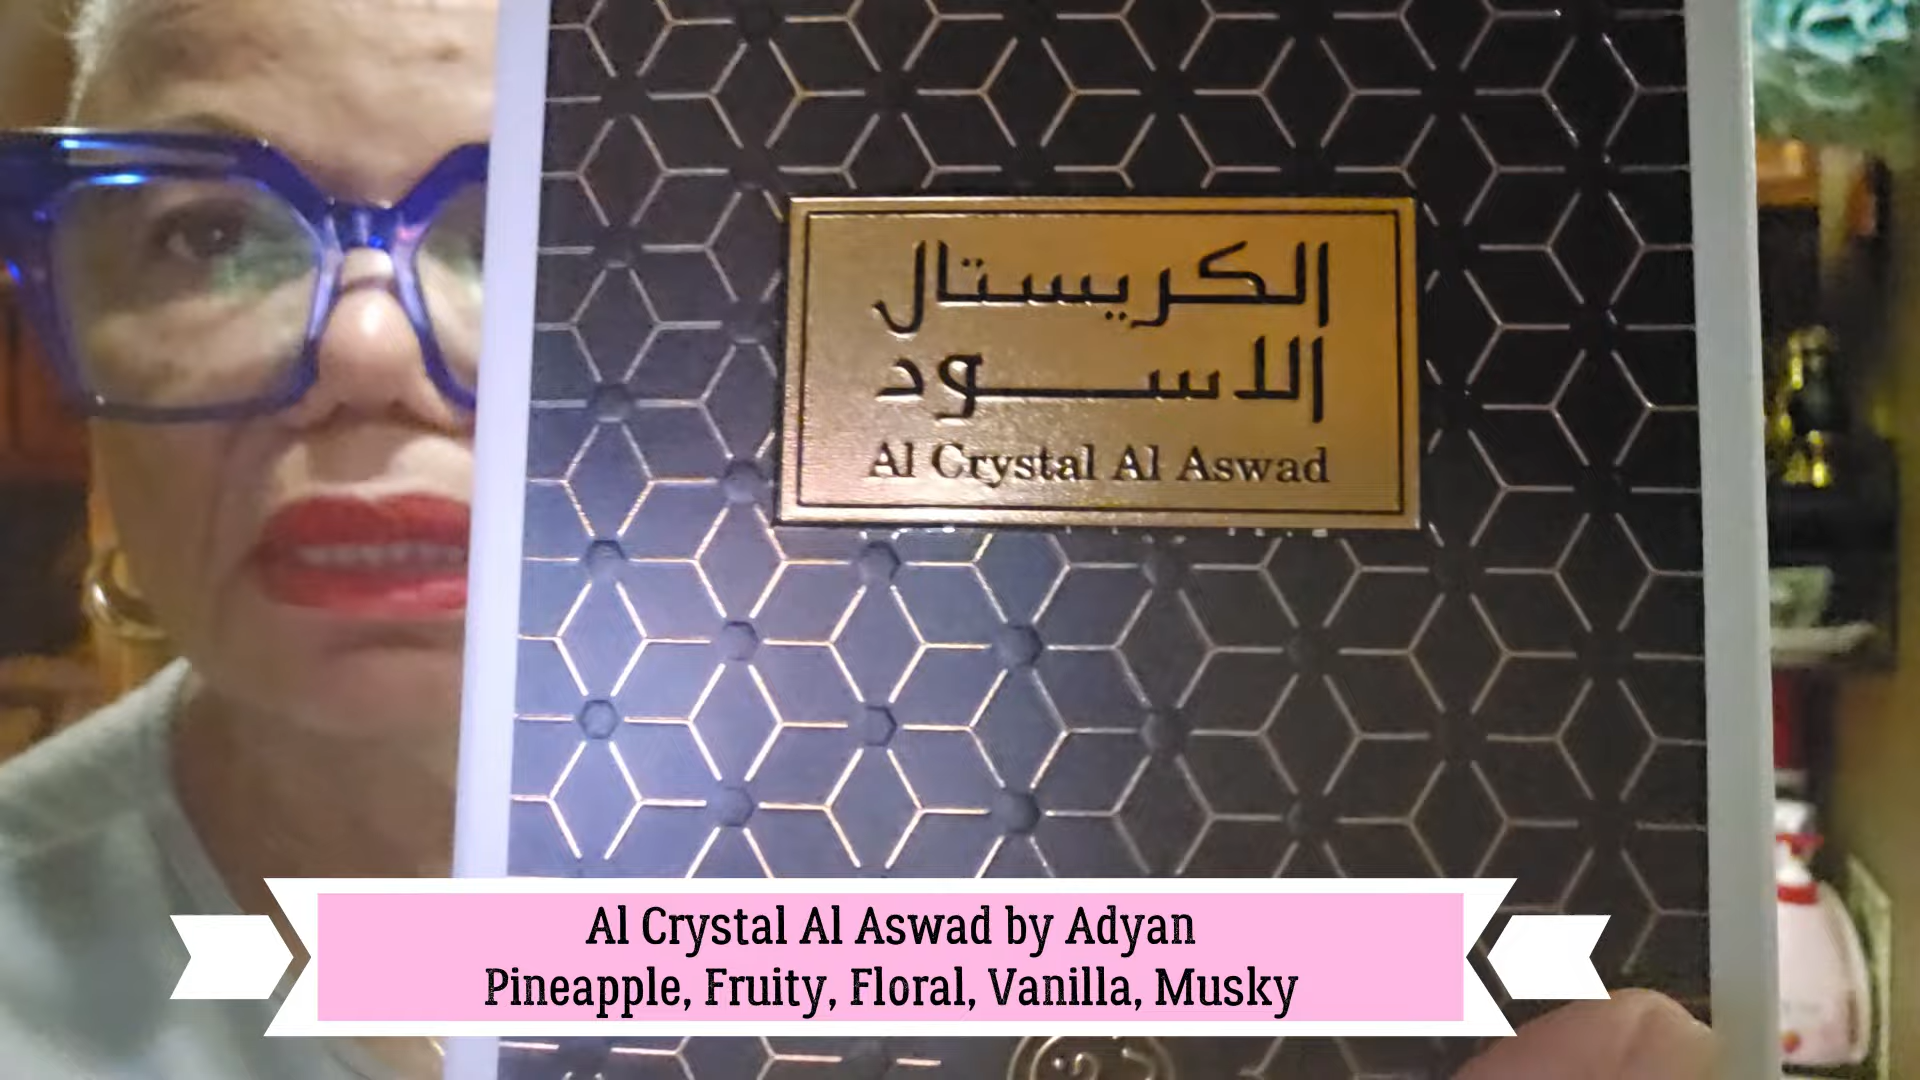 الكريستال
الاسود
Al Crystal Al Aswad
Al Crystal Al Aswad by Adyan
Pineapple, Fruity, Floral, Vanilla, Musky